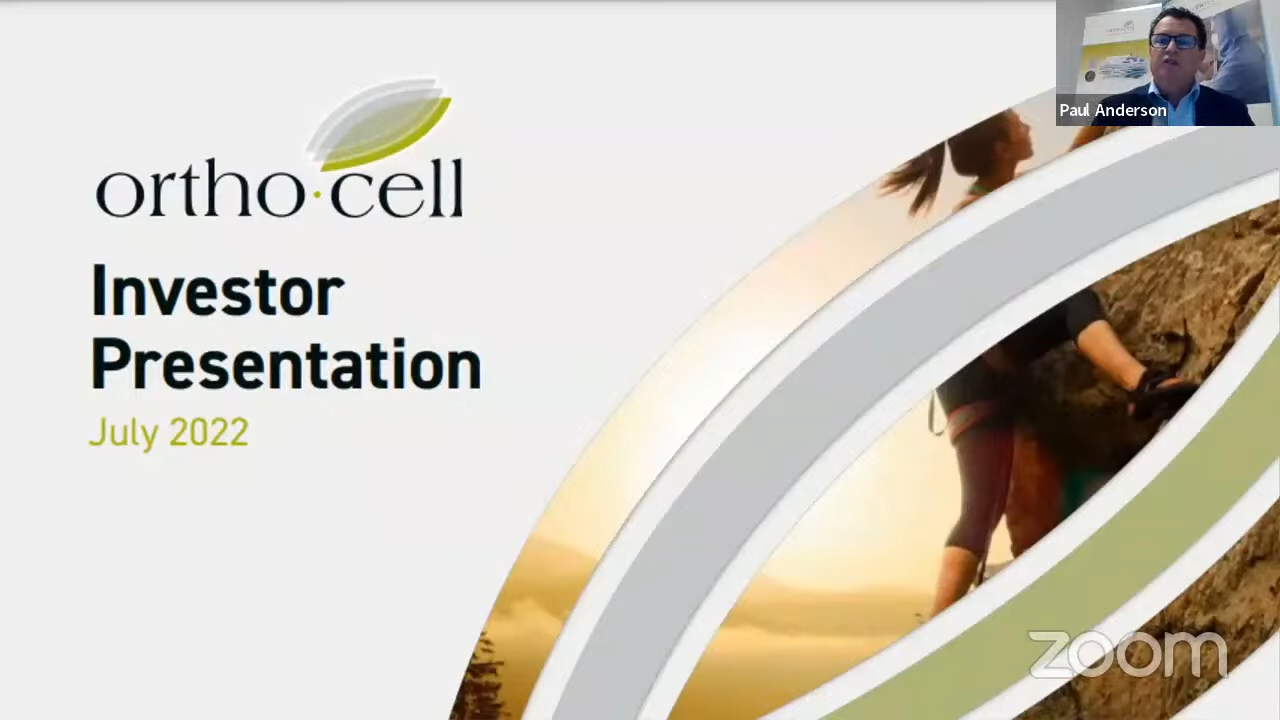 ortho·cell
Investor
Presentation
July 2022
Paul Anderson
zoom